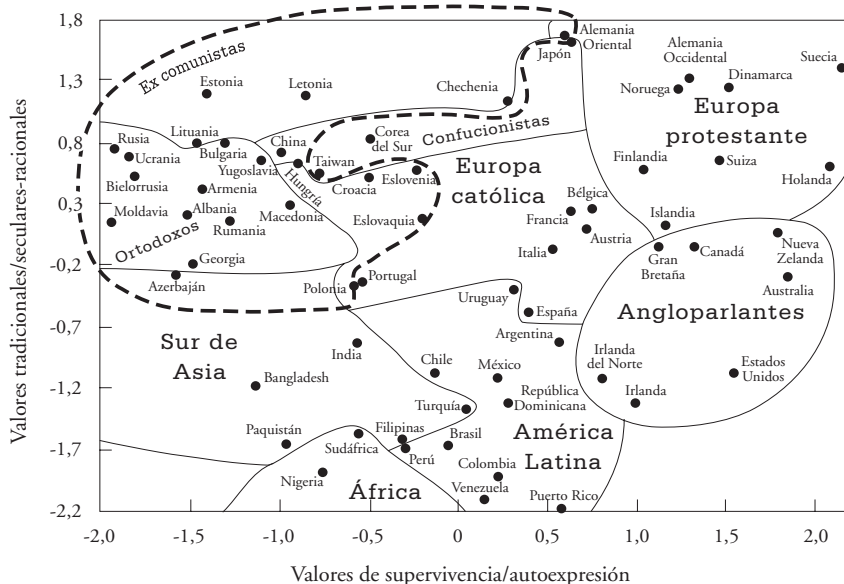 Valores tradicionales/seculares-racionales
1,8
1,3
0,8
0,3
-0,2
-0,7
-1,2
-1,7
-2,2
Ex comunistas
Alemania
Oriental
Japón
Alemania
Occidental
Suecia
Noruega
Dinamarca
Estonia
Letonia
Chechenia
Europa
protestante
Rusia
Lituania
China
Corea
del Sur
Confucionistas
Ucrania
Bulgaria
Yugoslavia
Taiwan
Bielorrusia
Hungría
Croacia
Eslovenia
Europa
católica
Finlandia
Suiza
Holanda
Armenia
Moldavia
Albania
Rumania
Macedonia
Eslovaquia
Bélgica
Francia
Austria
Islandia
Ortodoxos
Georgia
Italia
Gran
Bretaña
Canadá
Nueva
Zelanda
Azerbaján
Polonia
Portugal
Uruguay
España
Australia
Angloparlantes
Sur de
Asia
India
Argentina
Bangladesh
Chile
México
Irlanda
del Norte
Estados
Unidos
Turquía
República
Dominicana
Irlanda
Paquistán
Sudáfrica
Filipinas
Perú
Brasil
América
Latina
Nigeria
África
Colombia
Venezuela
Puerto Rico
-2,0
-1,5
-1,0
-0,5
0
0,5
1,0
1,5
2,0
Valores de supervivencia/autoexpresión